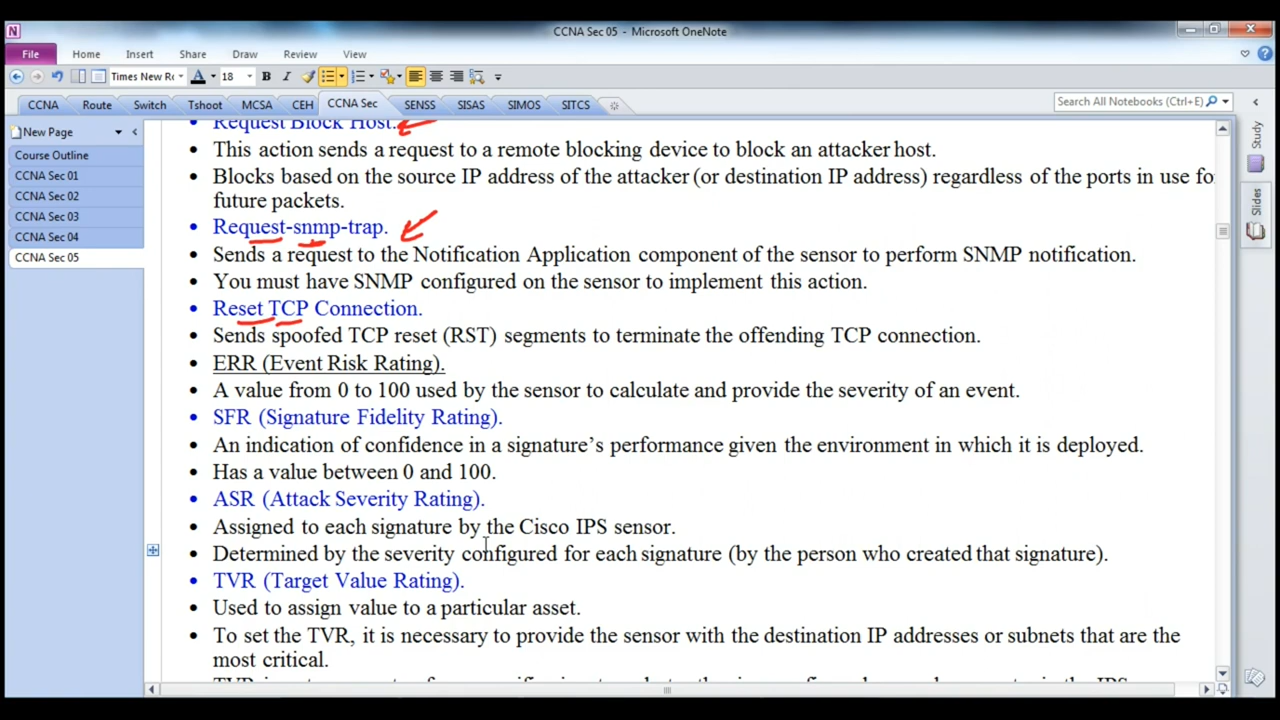 CCNA Sec 05 - Microsoft OneNote
File Home Insert Share Draw Review View
Times New Rc 18
CCNA Route Switch Tshoot MCSA CEH CCNA Sec SENSS SISAS SIMOS SITCS
Search All Notebooks (Ctrl+E)
New Page
Course Outline
CCNA Sec 01
CCNA Sec 02
CCNA Sec 03
CCNA Sec 04
CCNA Sec 05
Request Block Host.
This action sends a request to a remote blocking device to block an attacker host.
Blocks based on the source IP address of the attacker (or destination IP address) regardless of the ports in use fo
future packets.
Request-snmp-trap.
Sends a request to the Notification Application component of the sensor to perform SNMP notification.
You must have SNMP configured on the sensor to implement this action.
Reset TCP Connection.
Sends spoofed TCP reset (RST) segments to terminate the offending TCP connection.
ERR (Event Risk Rating).
A value from 0 to 100 used by the sensor to calculate and provide the severity of an event.
SFR (Signature Fidelity Rating).
An indication of confidence in a signature's performance given the environment in which it is deployed.
Has a value between 0 and 100.
ASR (Attack Severity Rating).
Assigned to each signature by the Cisco IPS sensor.
Determined by the severity configured for each signature (by the person who created that signature).
TVR (Target Value Rating).
Used to assign value to a particular asset.
To set the TVR, it is necessary to provide the sensor with the destination IP addresses or subnets that are the
most critical.
Study
Slides